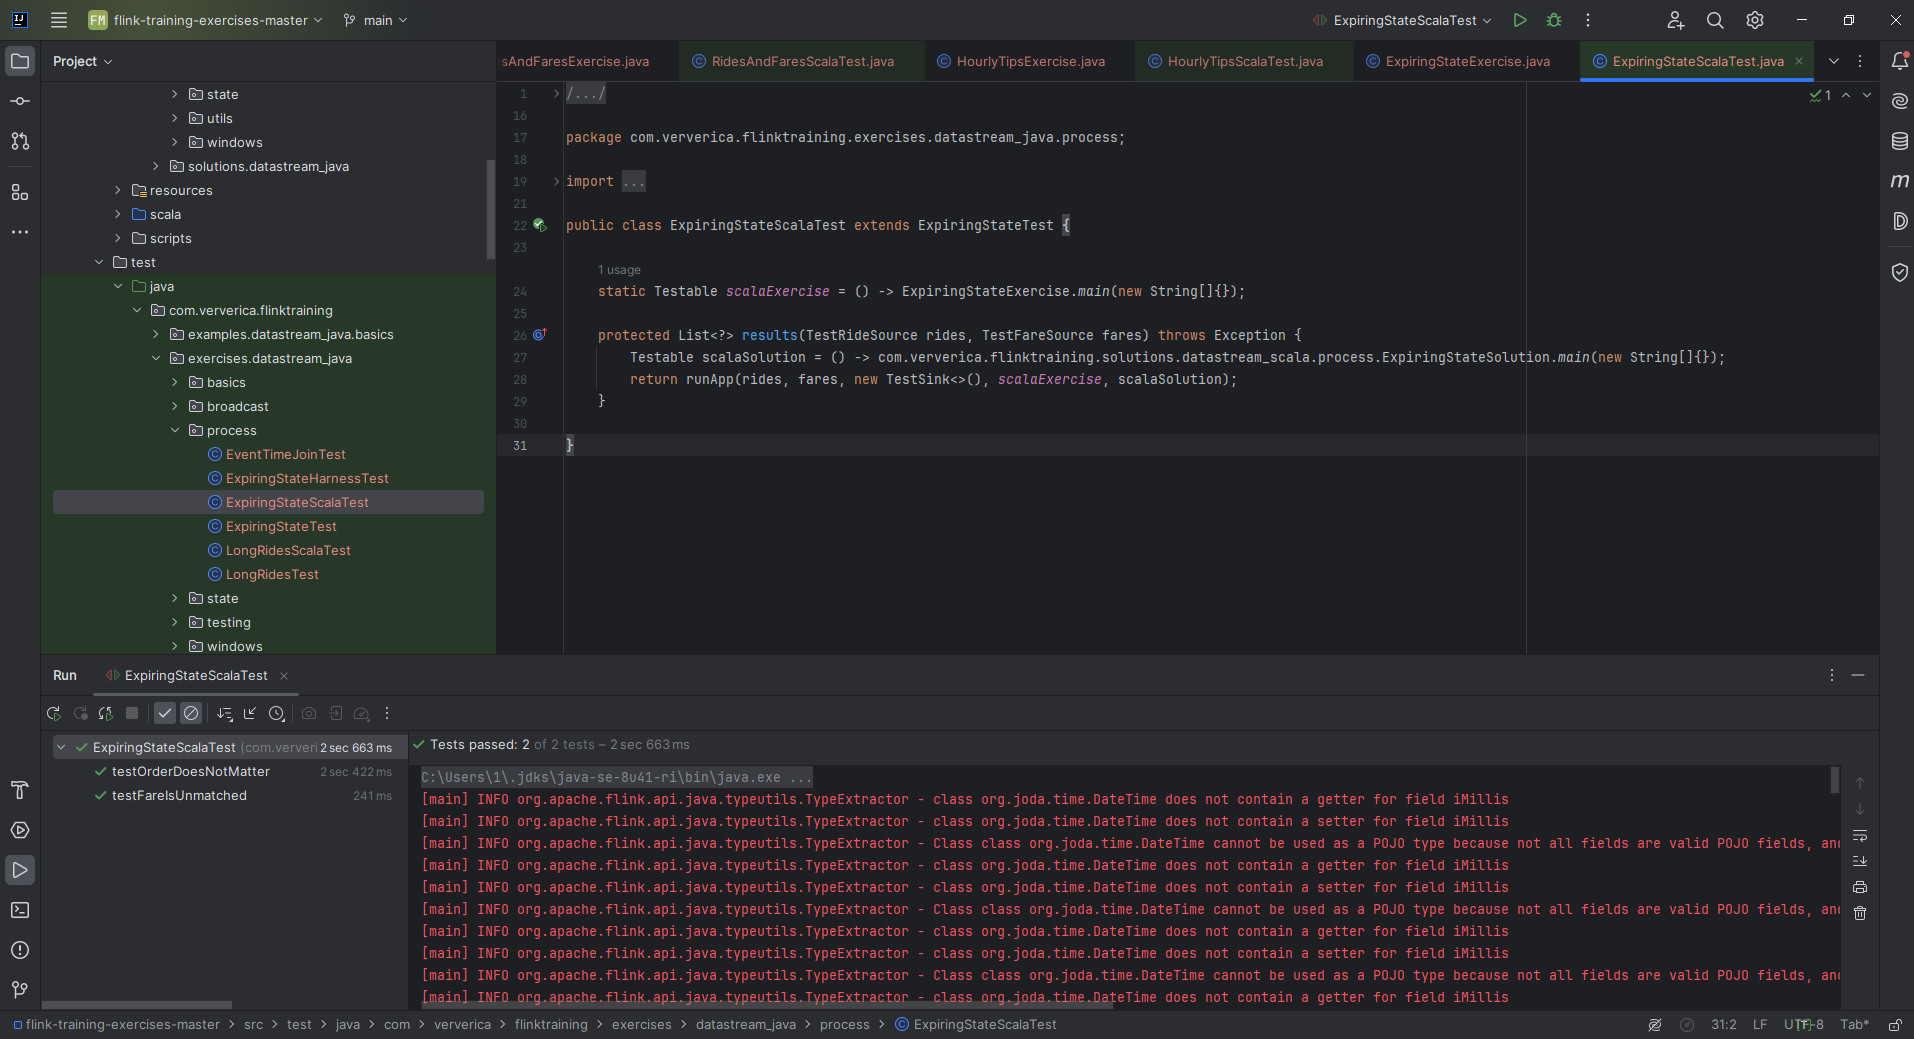 FM flink-training-exercises-master main ExpiringStateScalaTest
Project
state
utils
windows
solutions.datastream_java
resources
scala
scripts
test
java
com.ververica.flinktraining
examples.datastream_java.basics
exercises.datastream_java
basics
broadcast
process
EventTimeJoinTest
ExpiringStateHarnessTest
ExpiringStateScalaTest
ExpiringStateTest
LongRidesScalaTest
LongRidesTest
state
testing
windows
sAndFaresExercise.java RidesAndFaresScalaTest.java HourlyTipsExercise.java HourlyTipsScalaTest.java ExpiringStateExercise.java ExpiringStateScalaTest.java
1 /.../ 1
16
17 package com.ververica.flinktraining.exercises.datastream_java.process;
18
19 import ...
21
22 public class ExpiringStateScalaTest extends ExpiringStateTest {
23
1 usage
24 static Testable scalaExercise = () -> ExpiringStateExercise.main(new String[]{});
25
26 protected List<?> results(TestRideSource rides, TestFareSource fares) throws Exception {
27 Testable scalaSolution = () -> com.ververica.flinktraining.solutions.datastream_scala.process.ExpiringStateSolution.main(new String[]{});
28 return runApp(rides, fares, new TestSink<>(), scalaExercise, scalaSolution);
29 }
30
31 }
Run ExpiringStateScalaTest
ExpiringStateScalaTest (com.ververi 2 sec 663 ms
testOrderDoesNotMatter 2 sec 422 ms
testFareIsUnmatched 241 ms
Tests passed: 2 of 2 tests – 2 sec 663 ms
C:\Users\1\.jdks\java-se-8u41-ri\bin\java.exe ...
[main] INFO org.apache.flink.api.java.typeutils.TypeExtractor - class org.joda.time.DateTime does not contain a getter for field iMillis
[main] INFO org.apache.flink.api.java.typeutils.TypeExtractor - class org.joda.time.DateTime does not contain a setter for field iMillis
[main] INFO org.apache.flink.api.java.typeutils.TypeExtractor - Class class org.joda.time.DateTime cannot be used as a POJO type because not all fields are valid POJO fields, and
[main] INFO org.apache.flink.api.java.typeutils.TypeExtractor - class org.joda.time.DateTime does not contain a getter for field iMillis
[main] INFO org.apache.flink.api.java.typeutils.TypeExtractor - class org.joda.time.DateTime does not contain a setter for field iMillis
[main] INFO org.apache.flink.api.java.typeutils.TypeExtractor - Class class org.joda.time.DateTime cannot be used as a POJO type because not all fields are valid POJO fields, and
[main] INFO org.apache.flink.api.java.typeutils.TypeExtractor - class org.joda.time.DateTime does not contain a getter for field iMillis
[main] INFO org.apache.flink.api.java.typeutils.TypeExtractor - class org.joda.time.DateTime does not contain a setter for field iMillis
[main] INFO org.apache.flink.api.java.typeutils.TypeExtractor - Class class org.joda.time.DateTime cannot be used as a POJO type because not all fields are valid POJO fields, and
[main] INFO org.apache.flink.api.java.typeutils.TypeExtractor - class org.joda.time.DateTime does not contain a getter for field iMillis
flink-training-exercises-master > src > test > java > com > ververica > flinktraining > exercises > datastream_java > process > ExpiringStateScalaTest 31:2 LF UTF-8 Tab*